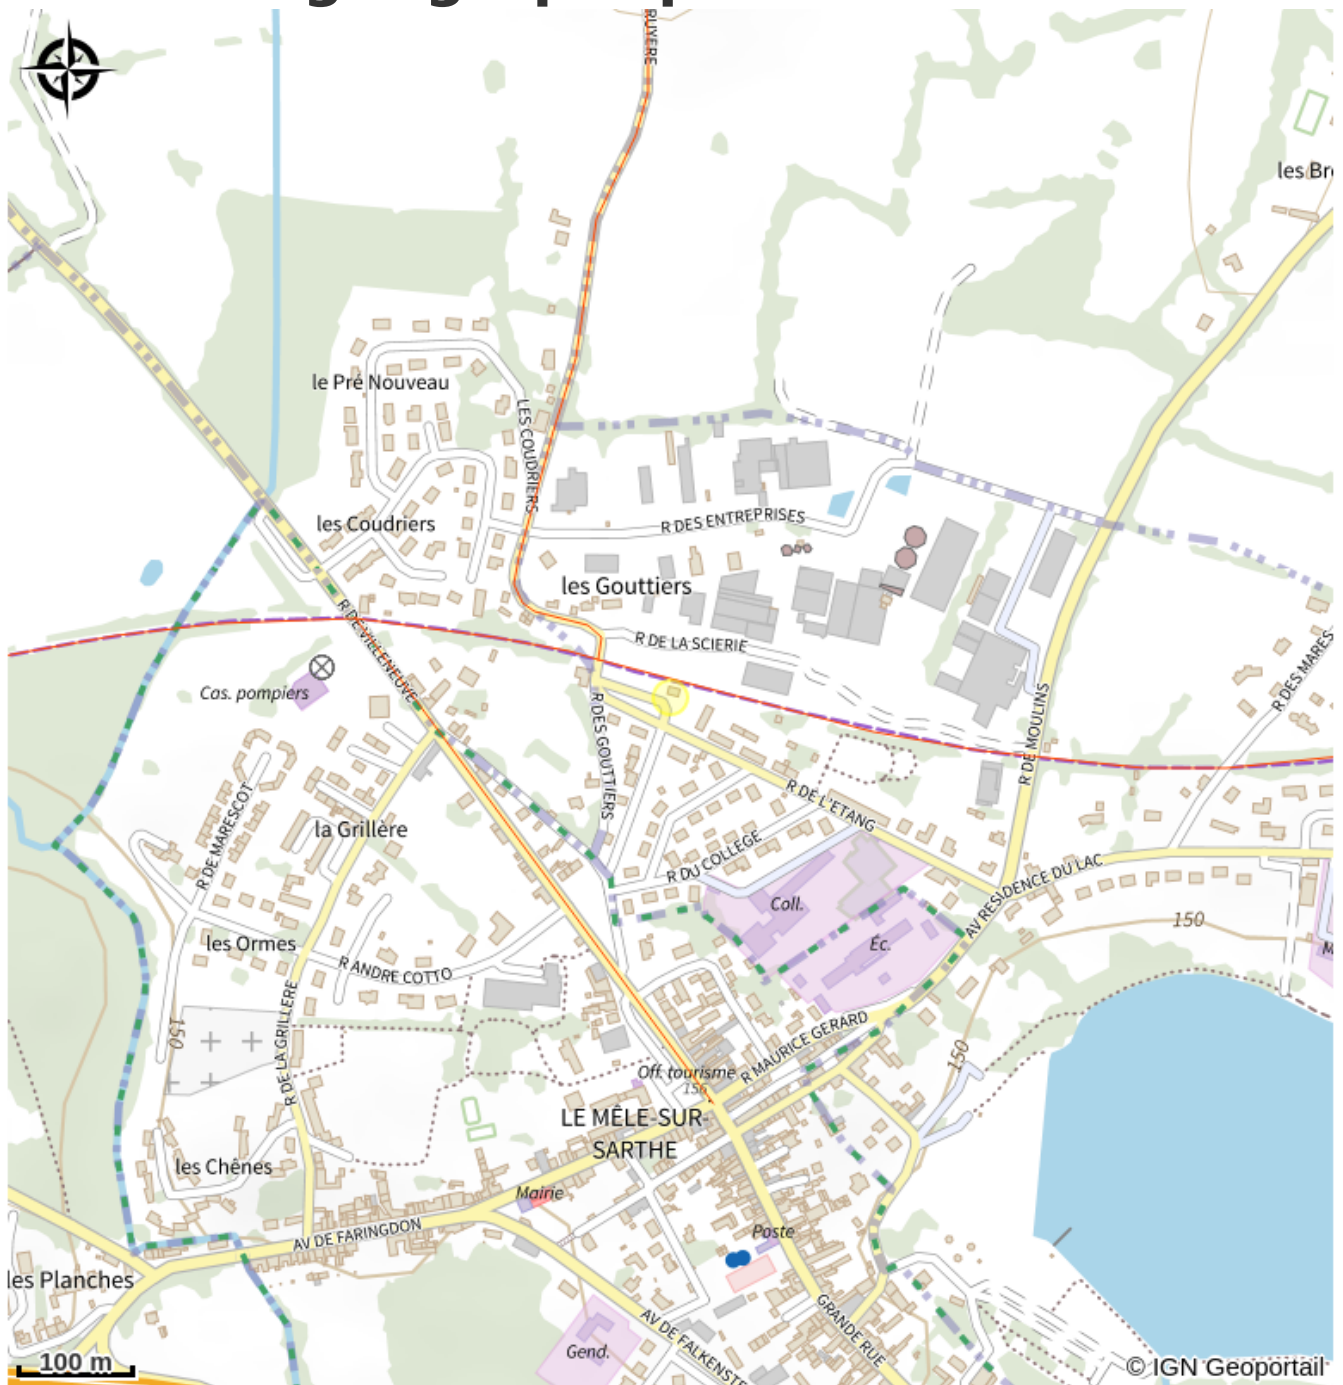 RUYERE
les Br
le Pré Nouveau
LES COUDRIERS
les Coudriers
R DES ENTREPRISES
les Gouttiers
R DE VILLENEUVE
R DE LA SCIERIE
R DES MARES
Cas. pompiers
R DES GOUTTIERS
R DE MOULINS
R DE L'ETANG
R DE MARESCOT
la Grillère
R DU COLLEGE
AV RESIDENCE DU LAC
Coll.
150
les Ormes
Éc.
M
R ANDRE COTTO
R DE LA GRILLERE
150
R MAURICE GERARD
150
Off. tourisme
156
LE MÊLE-SUR-
SARTHE
les Chênes
Mairie
AV DE FARINGDON
Poste
les Planches
GRANDE RUE
AV DE FALKENSTE
Gend.
100 m
© IGN Geoportail